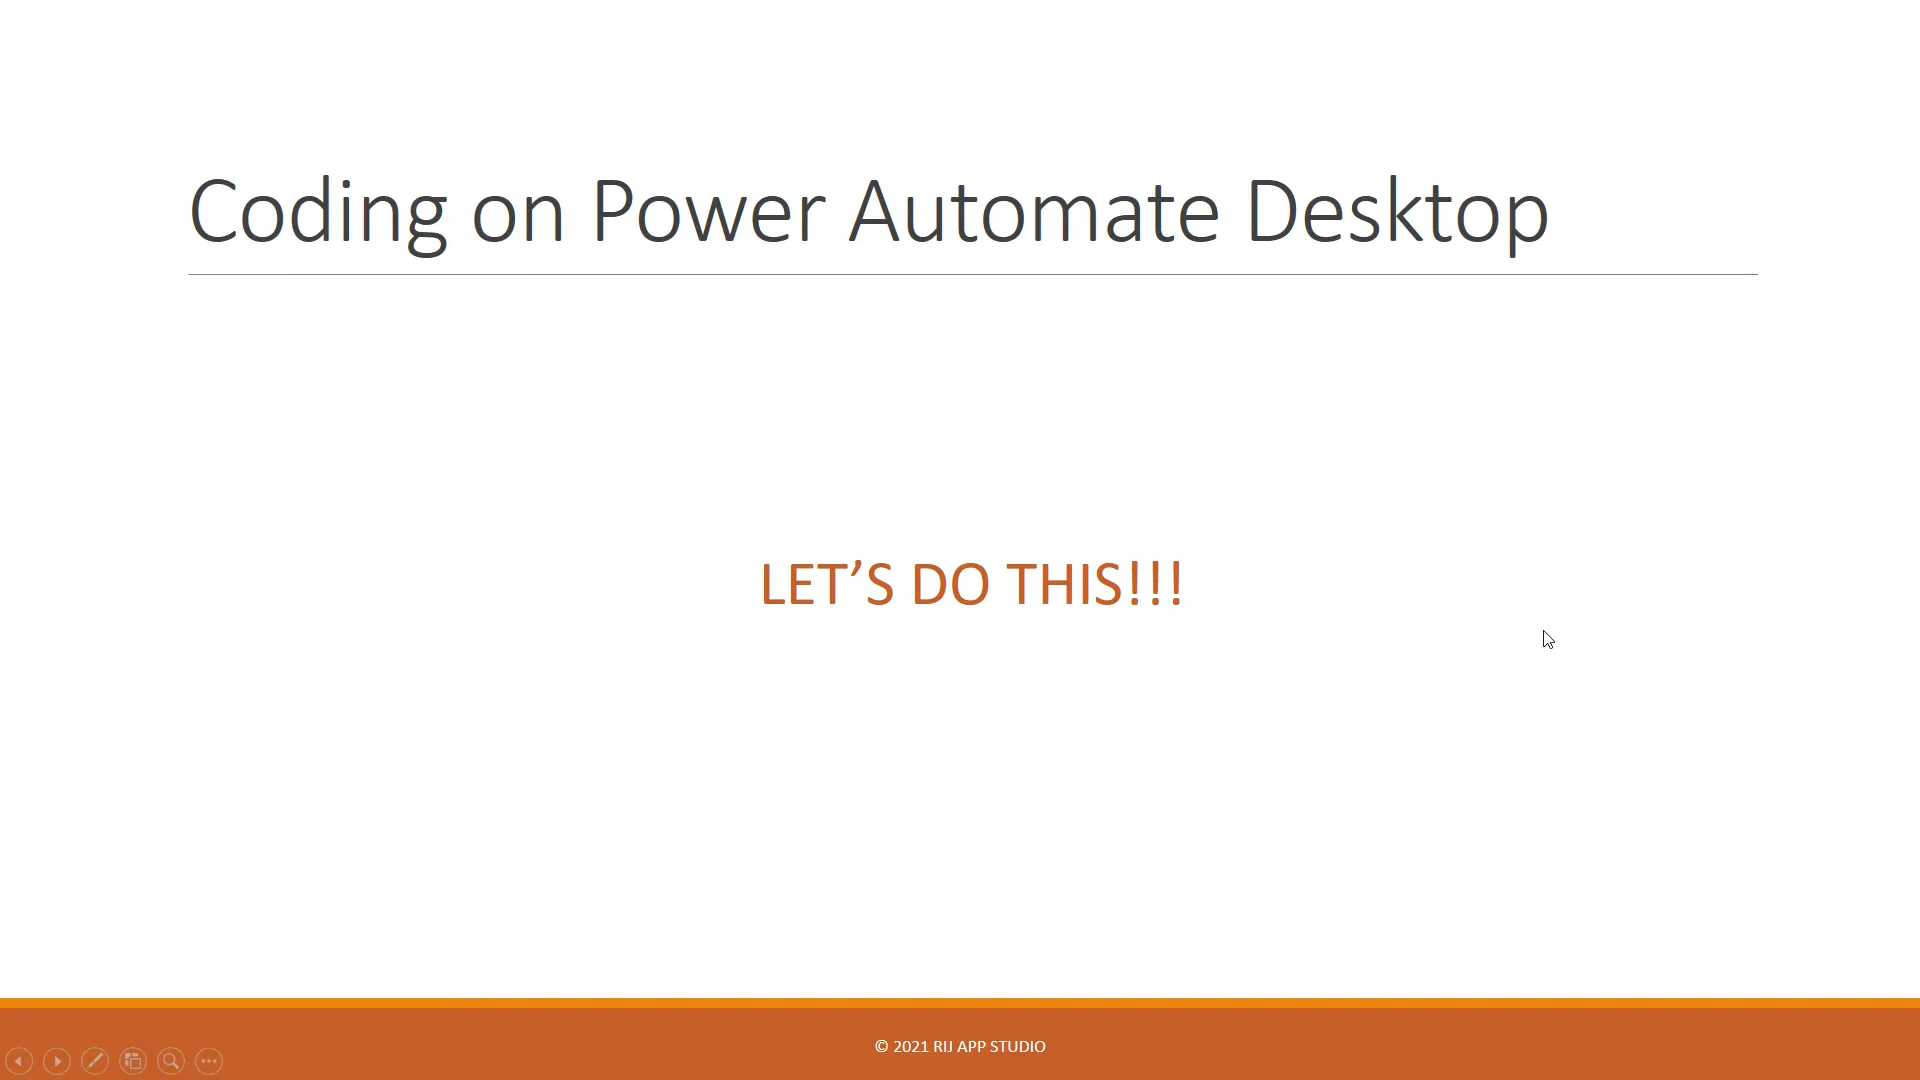 Coding on Power Automate Desktop
LET’S DO THIS!!!
© 2021 RIJ APP STUDIO